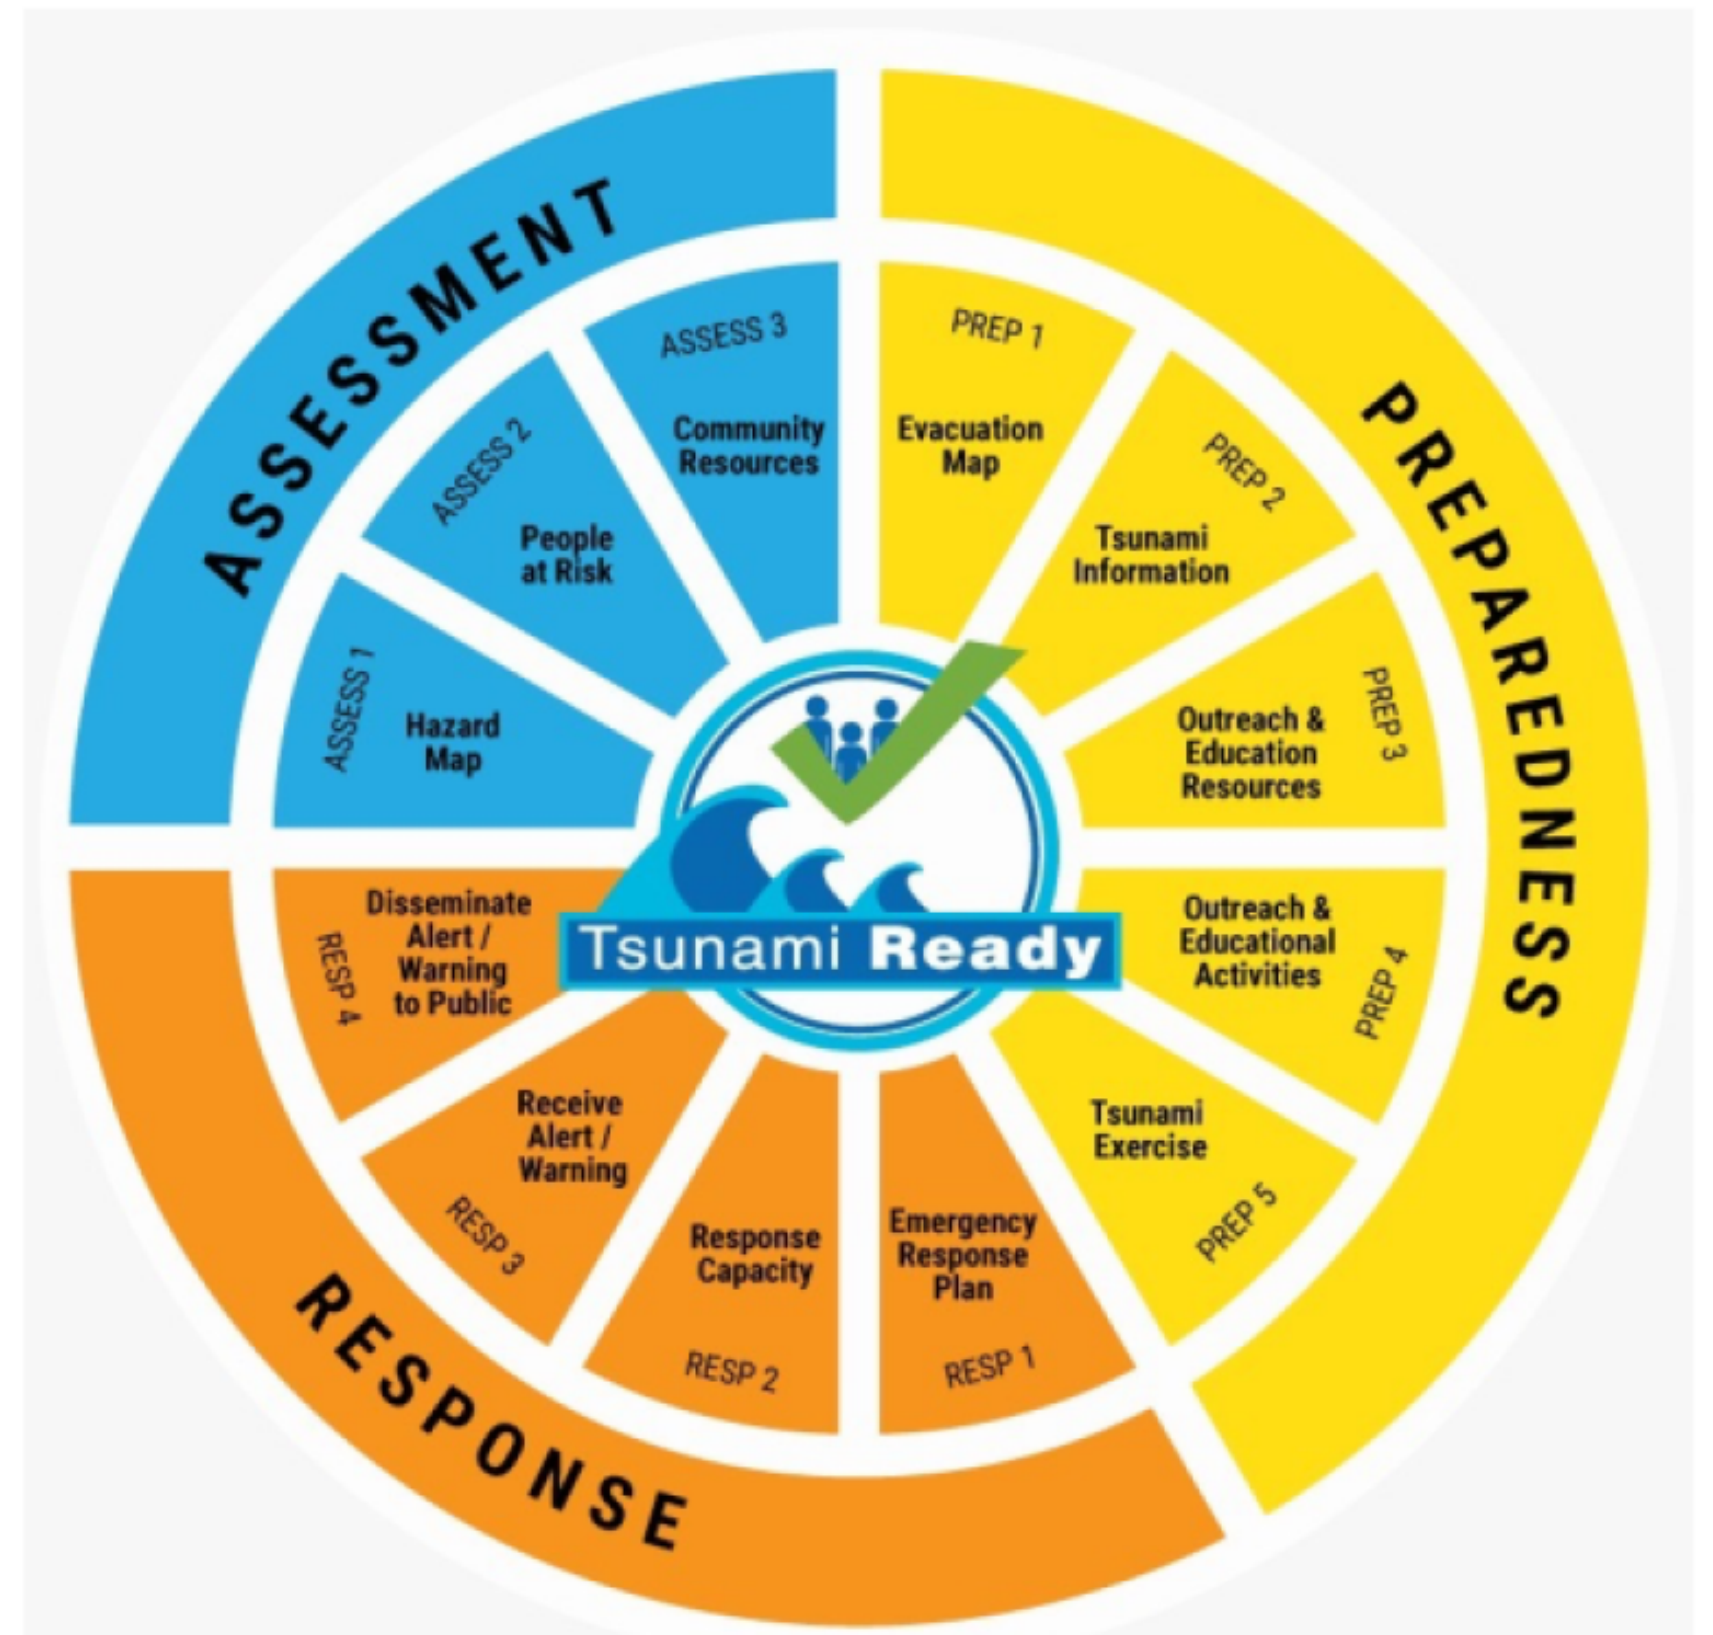 ASSESSMENT
ASSESS 1
Hazard
Map
ASSESS 2
People
at Risk
ASSESS 3
Community
Resources
PREPAREDNESS
PREP 1
Evacuation
Map
PREP 2
Tsunami
Information
PREP 3
Outreach &
Education
Resources
PREP 4
Outreach &
Educational
Activities
PREP 5
Tsunami
Exercise
RESPONSE
RESP 1
Emergency
Response
Plan
RESP 2
Response
Capacity
RESP 3
Receive
Alert /
Warning
RESP 4
Disseminate
Alert /
Warning
to Public
Tsunami Ready